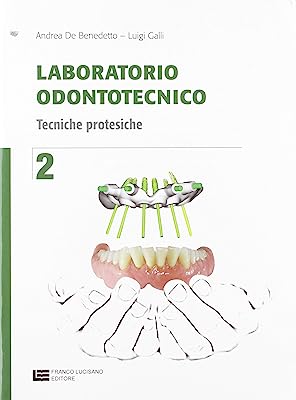 Andrea De Benedetto – Luigi Galli
LABORATORIO
ODONTOTECNICO
Tecniche protesiche
2
FRANCO LUCISANO
EDITORE